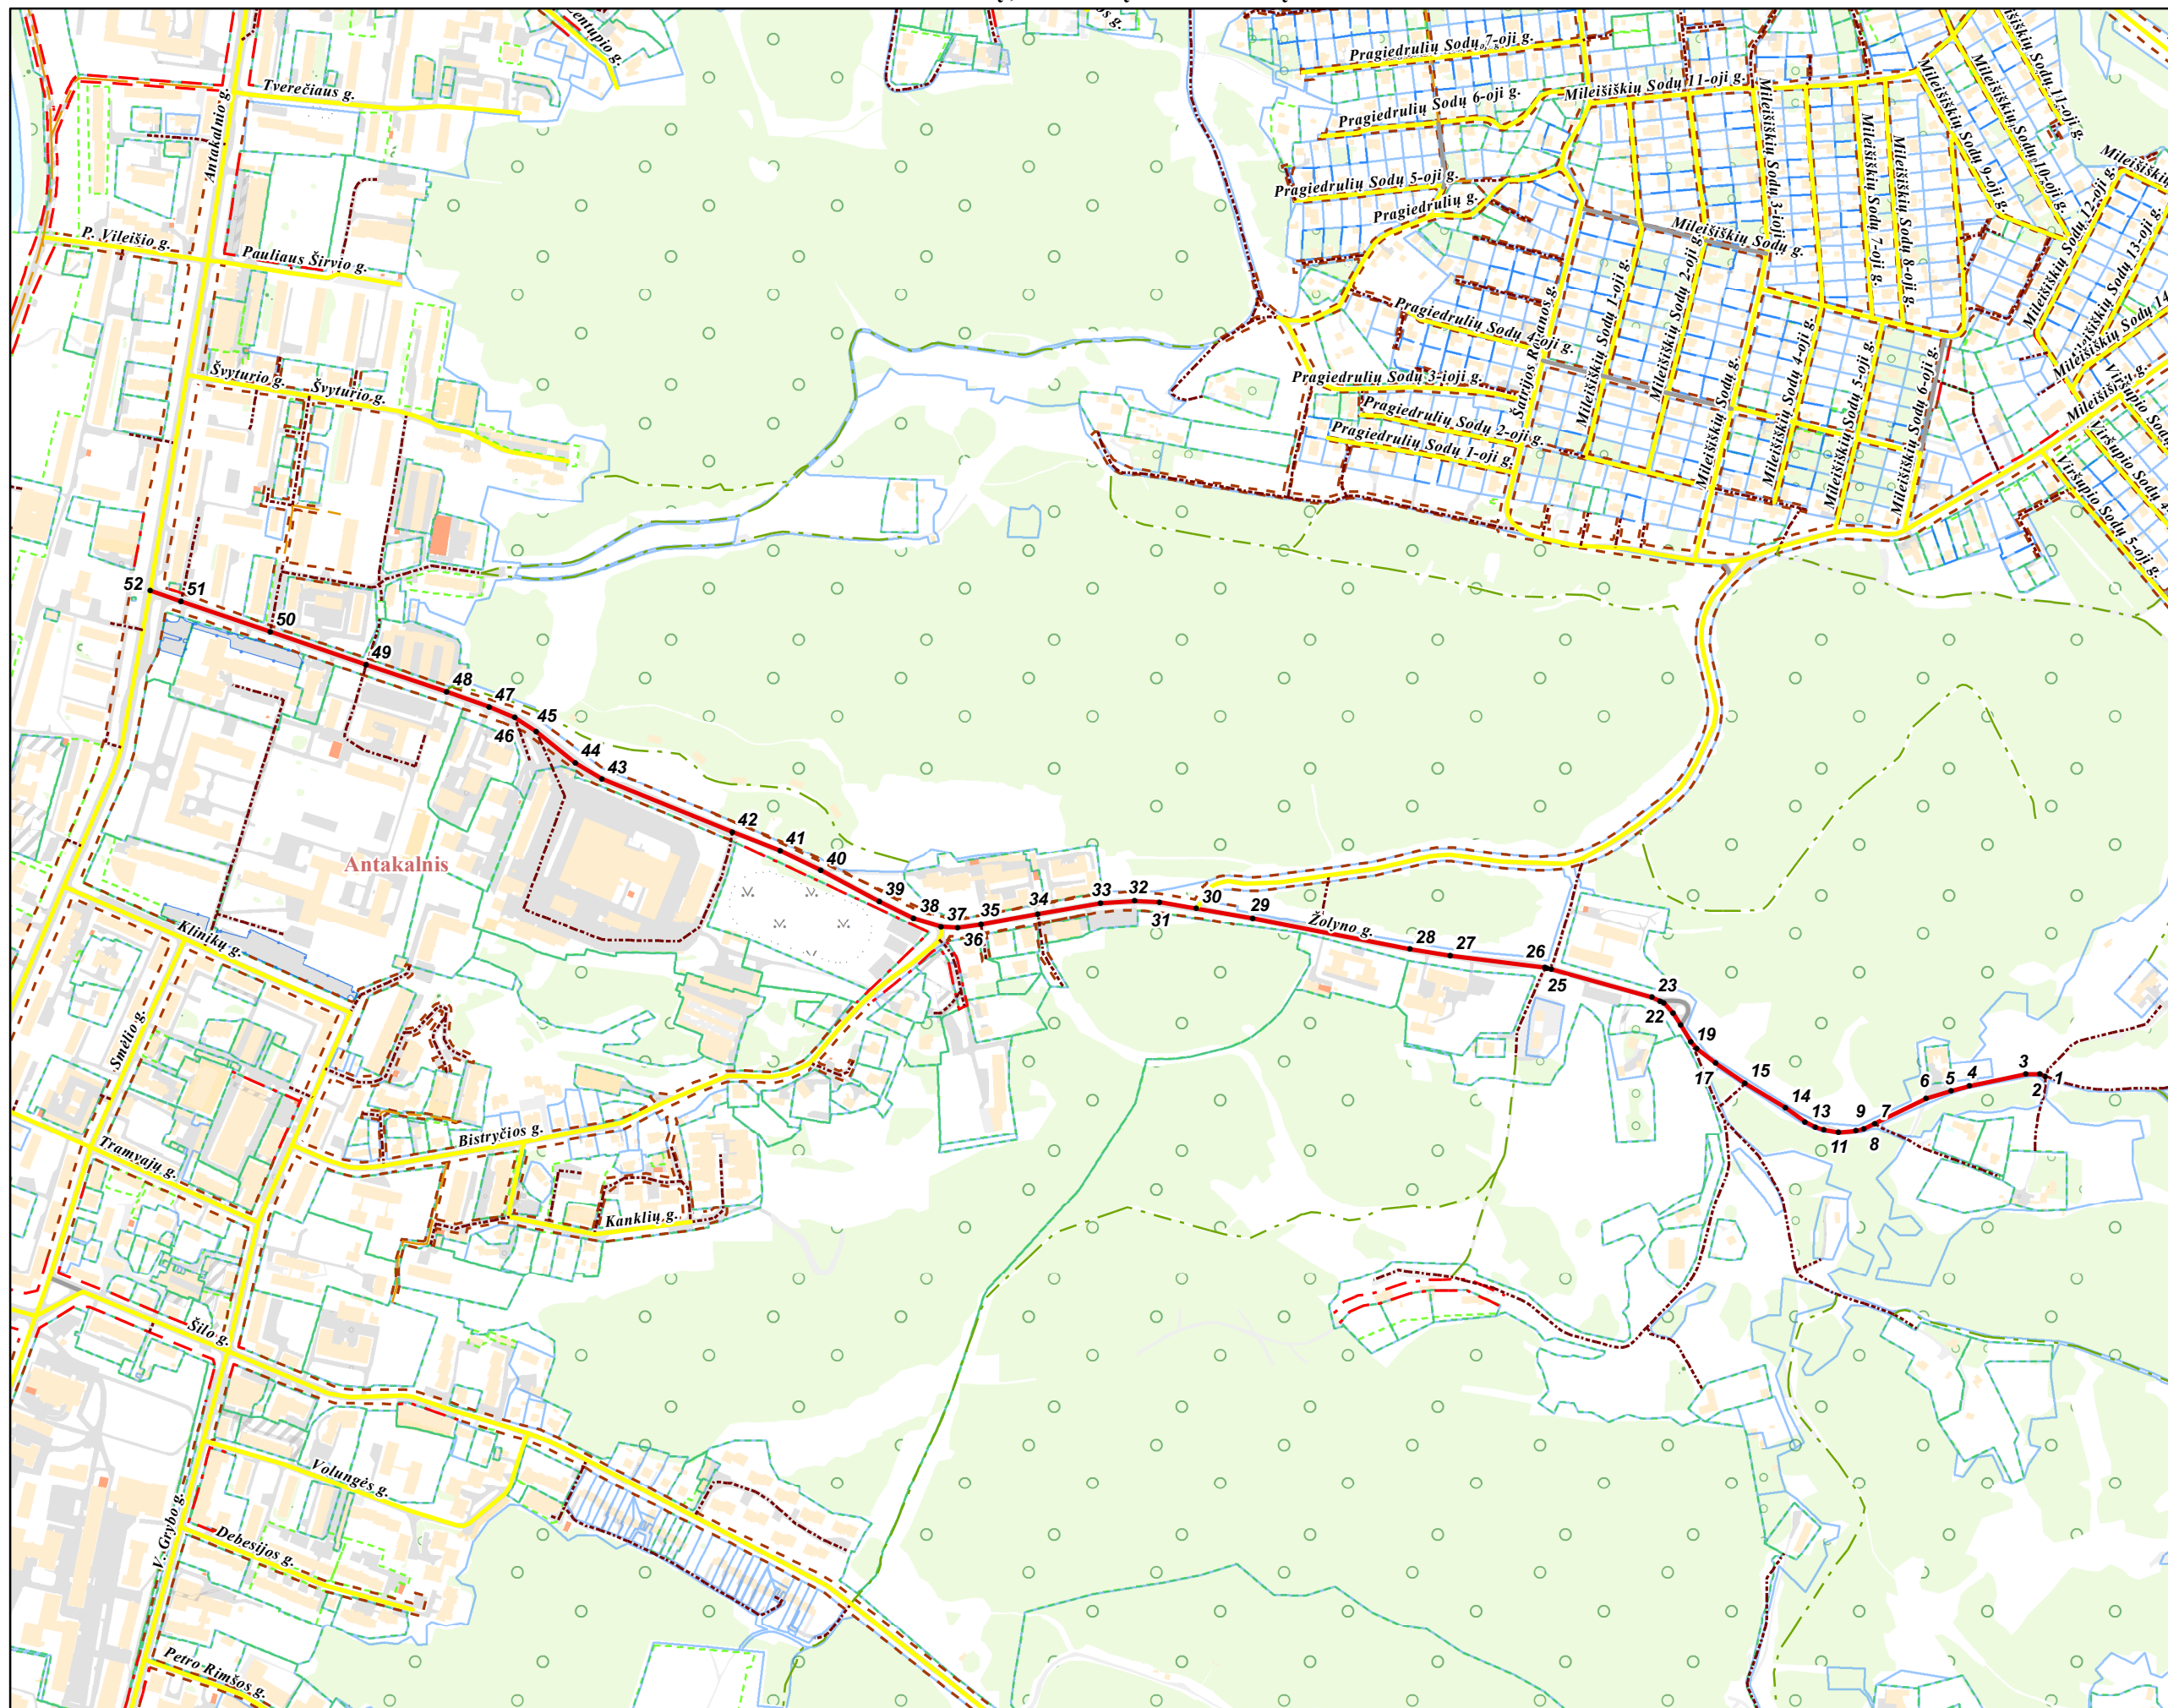 Pragiedrulių Sodų 7-oji g.
Tverečiaus g.
Antakalnio g.
Pragiedrulių Sodų 6-oji g.
Mileišiškių Sodų 11-oji g.
Mileišiškių Sodų 3-ioji g.
Mileišiškių Sodų 7-oji g.
Mileišiškių Sodų 8-oji g.
Mileišiškių Sodų 9-oji g.
Mileišiškių Sodų 10-oji g.
Mileišiškių Sodų 12-oji g.
Mileišiškių Sodų 13-oji g.
Pragiedrulių Sodų 5-oji g.
Pragiedrulių g.
Mileišiškių Sodų g.
P. Vileišio g.
Pauliaus Širvio g.
Švyturio g.
Švyturio g.
Pragiedrulių Sodų 4-oji g.
Pragiedrulių Sodų 3-ioji g.
Pragiedrulių Sodų 2-oji g.
Pragiedrulių Sodų 1-oji g.
Mileišiškių Sodų 1-oji g.
Mileišiškių Sodų 2-oji g.
Mileišiškių Sodų g.
Mileišiškių Sodų 4-oji g.
Mileišiškių Sodų 5-oji g.
Mileišiškių Sodų 6-oji g.
Viršupio Sodų 5-oji g.
52
51
50
49
48
47
46
45
44
43
42
41
40
39
38
37
36
35
34
33
32
31
30
29
Žolyno g.
28
27
26
25
23
22
19
17
15
14
13
11
9
8
7
6
5
4
3
2
1
Antakalnis
Klinikų g.
Smėlio g.
Bistryčios g.
Tramvajų g.
Kanklių g.
Šilo g.
Volungės g.
V. Grybo g.
Debesijos g.
Petro Rimšos g.